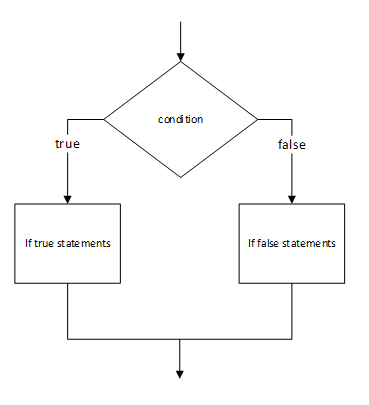 condition
true
false
If true statements
If false statements